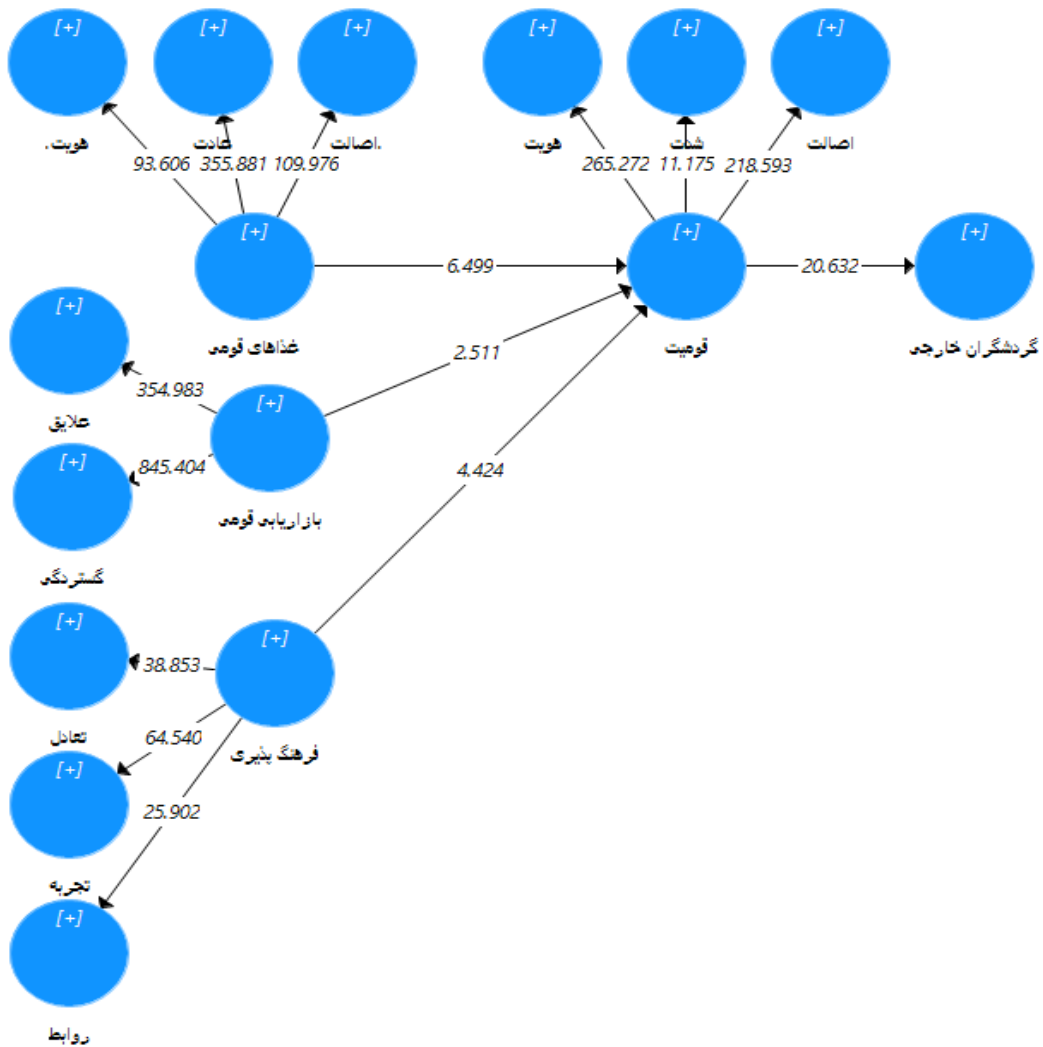 [+] [+] [+] [+] [+] [+]
هویت. عادت .اصالت هویت شدت اصالت
93.606 355.881 109.976 265.272 11.175 218.593
[+] [+] [+]
6.499 20.632
غذاهای قومی قومیت گردشگران خارجی
[+]
2.511
354.983
[+]
علایق
[+]
845.404
4.424
بازاریابی قومی
گستردگی
[+]
[+]
38.853
تعادل
64.540
فرهنگ پذیری
[+]
25.902
تجربه
[+]
روابط